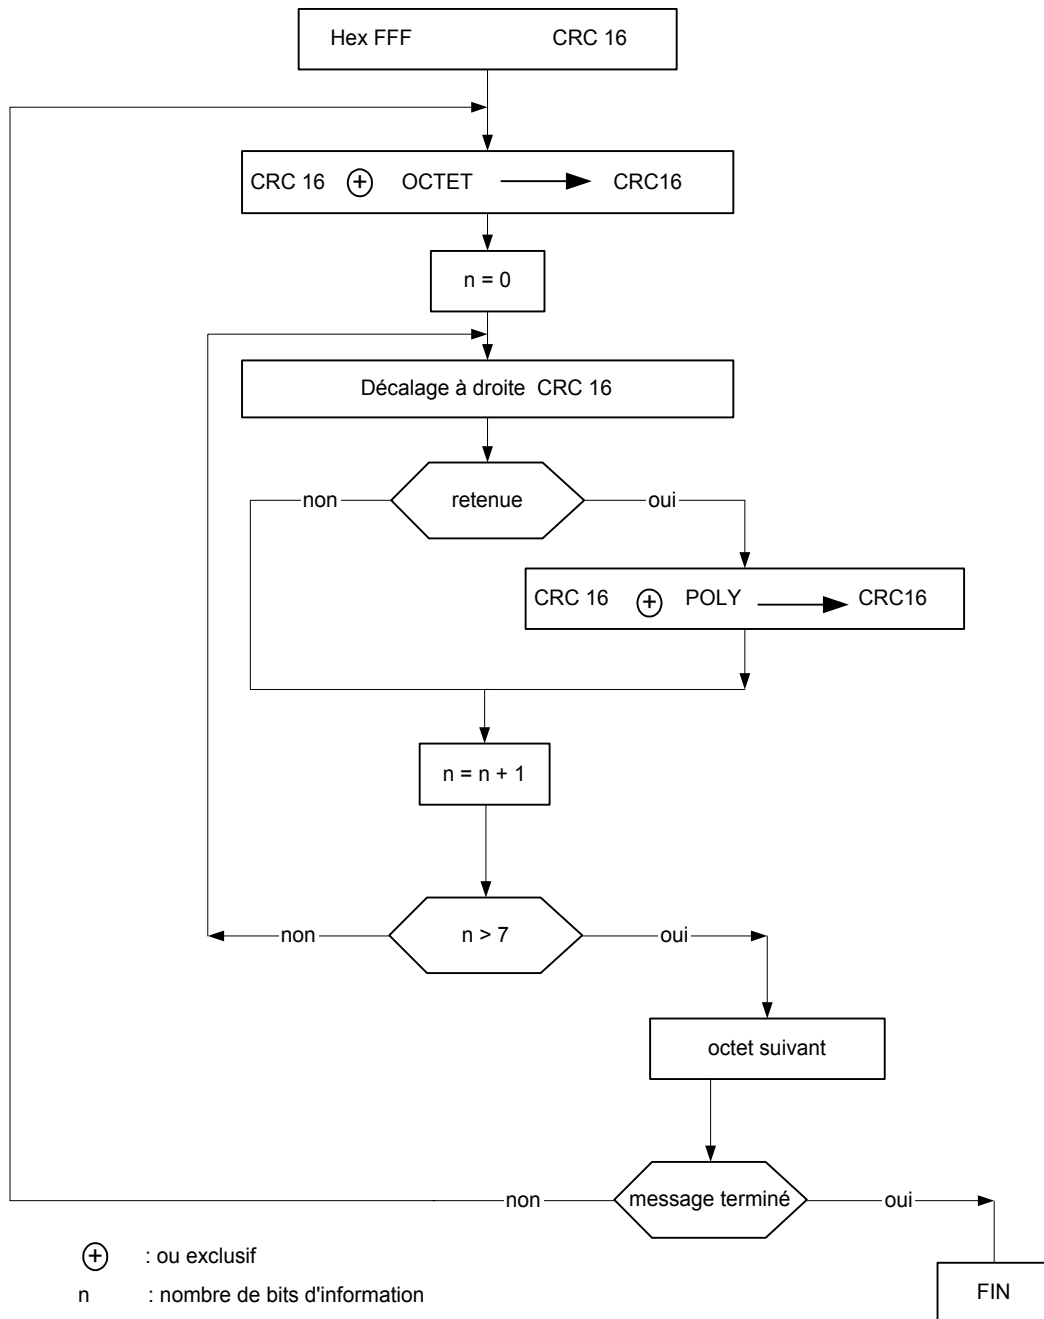 Hex FFF CRC 16
CRC 16 + OCTET CRC16
n = 0
Décalage à droite CRC 16
non retenue oui
CRC 16 + POLY CRC16
n = n + 1
non n > 7 oui
octet suivant
non message terminé oui
+ : ou exclusif
n : nombre de bits d'information
FIN